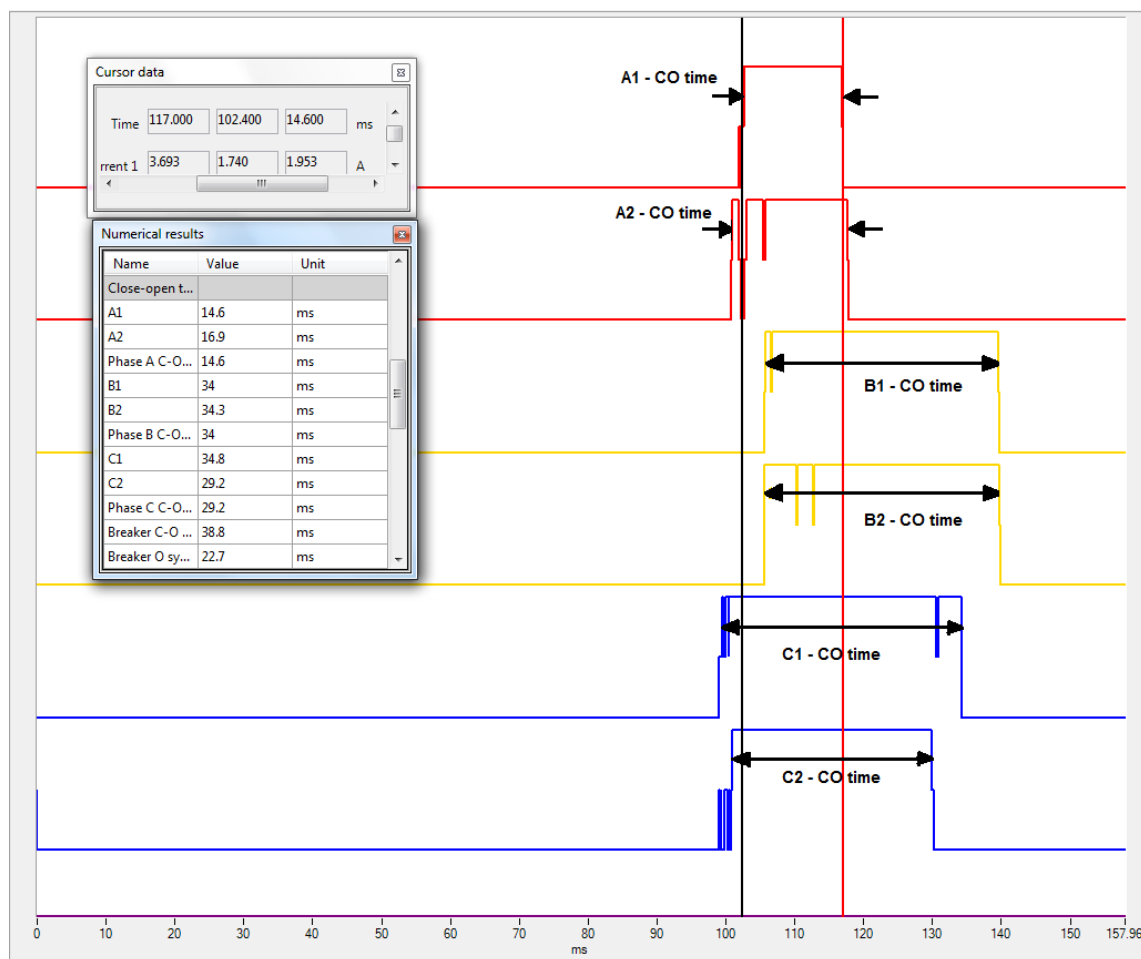 Cursor data
Time 117.000 102.400 14.600 ms
rrent 1 3.693 1.740 1.953 A
Numerical results
Name Value Unit
Close-open t...
A1 14.6 ms
A2 16.9 ms
Phase A C-O... 14.6 ms
B1 34 ms
B2 34.3 ms
Phase B C-O... 34 ms
C1 34.8 ms
C2 29.2 ms
Phase C C-O... 29.2 ms
Breaker C-O ... 38.8 ms
Breaker O sy... 22.7 ms
A1 - CO time
A2 - CO time
B1 - CO time
B2 - CO time
C1 - CO time
C2 - CO time
0 10 20 30 40 50 60 70 80 90 100 110 120 130 140 150 157.96
ms